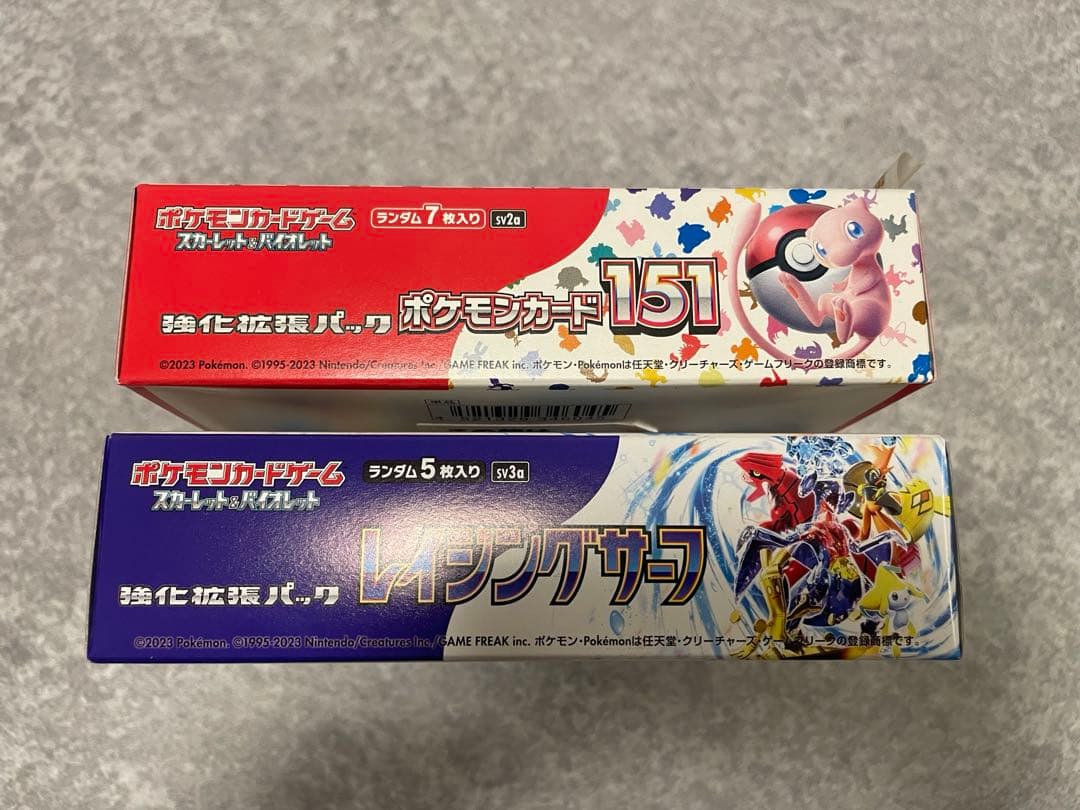 ポケモンカードゲーム
スカーレット&バイオレット
ランダム7枚入り sv2a
強化拡張パック ポケモンカード151
©2023 Pokémon. ©1995-2023 Nintendo/Creatures Inc./GAME FREAK inc. ポケモン・Pokémonは任天堂・クリーチャーズ・ゲームフリークの登録商標です。
ポケモンカードゲーム
スカーレット&バイオレット
ランダム5枚入り sv3a
強化拡張パック レイジングサーフ
©2023 Pokémon. ©1995-2023 Nintendo/Creatures Inc./GAME FREAK inc. ポケモン・Pokémonは任天堂・クリーチャーズ・ゲームフリークの登録商標です。